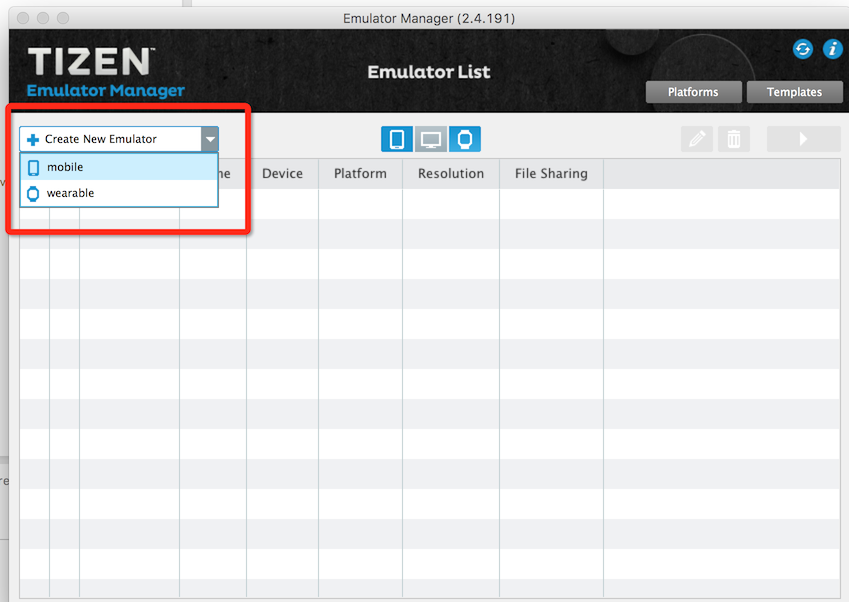 Emulator Manager (2.4.191)
TIZEN™
Emulator Manager
Emulator List
Platforms
Templates
Create New Emulator
mobile
wearable
Device
Platform
Resolution
File Sharing